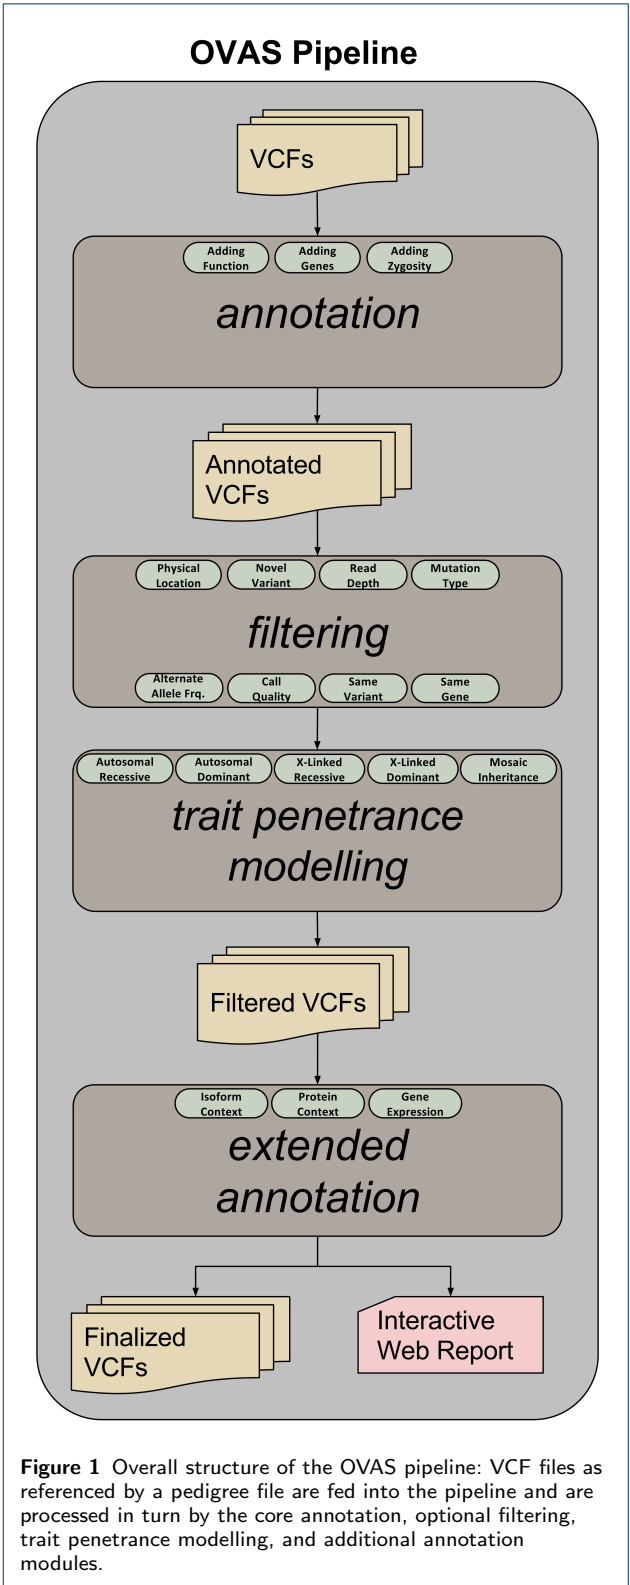 OVAS Pipeline
VCFs
Adding Function
Adding Genes
Adding Zygosity
annotation
Annotated
VCFs
Physical Location
Novel Variant
Read Depth
Mutation Type
filtering
Alternate Allele Frq.
Call Quality
Same Variant
Same Gene
Autosomal Recessive
Autosomal Dominant
X-Linked Recessive
X-Linked Dominant
Mosaic Inheritance
trait penetrance
modelling
Filtered VCFs
Isoform Context
Protein Context
Gene Expression
extended
annotation
Finalized
VCFs
Interactive
Web Report
Figure 1 Overall structure of the OVAS pipeline: VCF files as
referenced by a pedigree file are fed into the pipeline and are
processed in turn by the core annotation, optional filtering,
trait penetrance modelling, and additional annotation
modules.